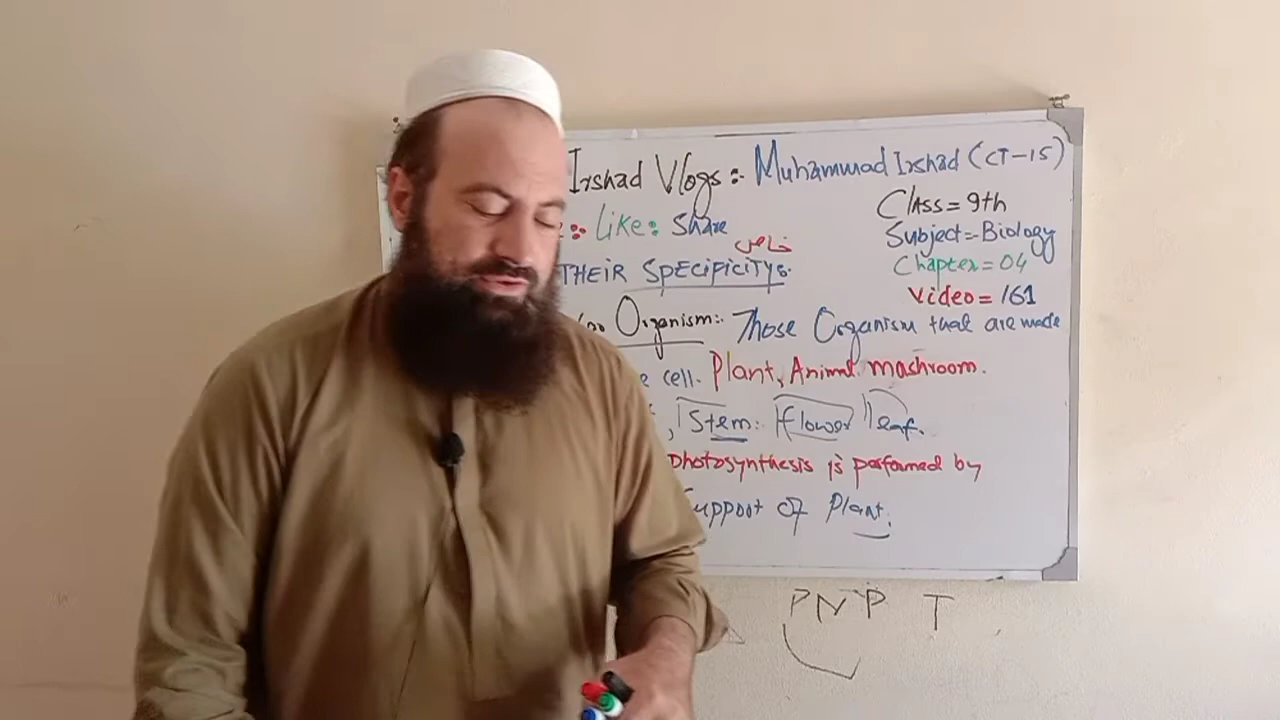 Irshad Vlogs:- Muhammad Irshad (CT-15)
Class = 9th
:: Like: Share
Subject:- Biology
خاص
THEIR SPECIFICITYS.
Chapter = 04
Video = 161
Organism:- Those Organism that are made
cell. Plant, Animal mashroom.
Stem: flower leaf.
Photosynthesis is performed by
Support of Plant.
P N P T